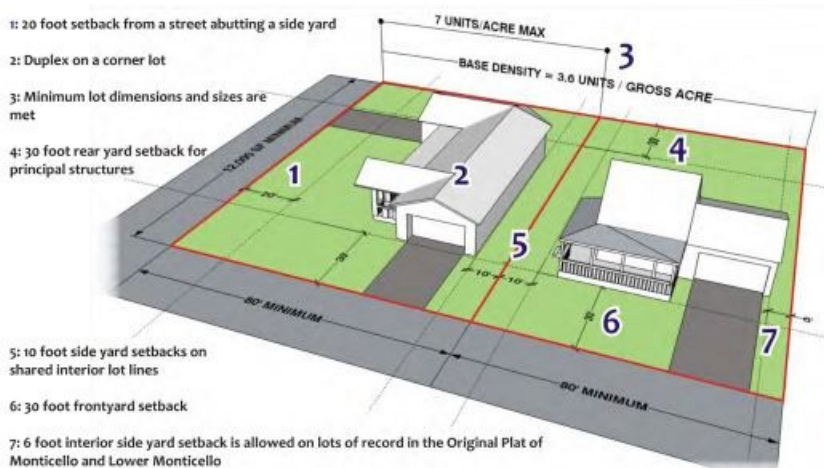 1: 20 foot setback from a street abutting a side yard
2: Duplex on a corner lot
3: Minimum lot dimensions and sizes are
met
4: 30 foot rear yard setback for
principal structures
7 UNITS/ACRE MAX
3
BASE DENSITY = 3.6 UNITS / GROSS ACRE
12,000 SF MINIMUM
1
20'
2
30
4
5
10'
10'
30
80' MINIMUM
6
30
7
6'
80' MINIMUM
5: 10 foot side yard setbacks on
shared interior lot lines
6: 30 foot frontyard setback
7: 6 foot interior side yard setback is allowed on lots of record in the Original Plat of
Monticello and Lower Monticello